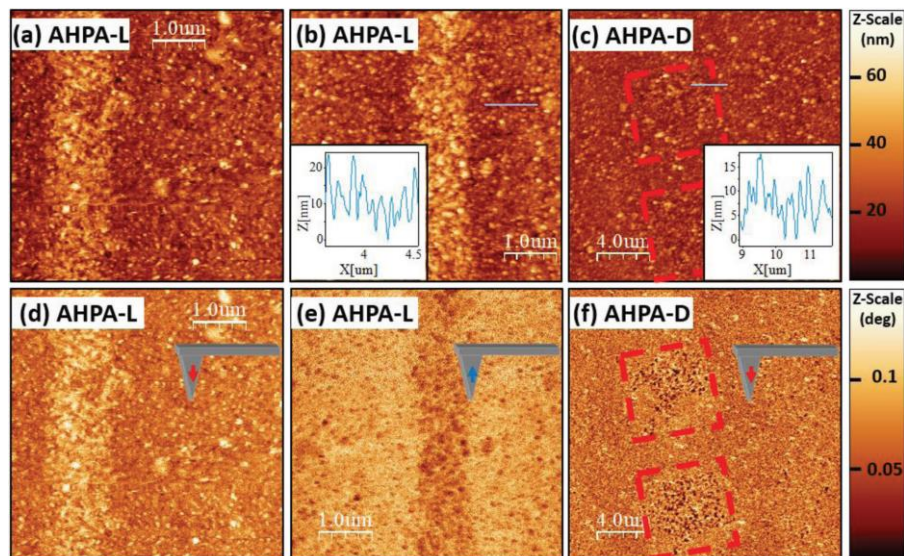 (a) AHPA-L
1.0um
(b) AHPA-L
20
10
0
Z[nm]
4
4.5
X[um]
1.0um
(c) AHPA-D
4.0um
15
10
5
0
Z[nm]
9
10
11
X[um]
Z-Scale
(nm)
60
40
20
(d) AHPA-L
1.0um
(e) AHPA-L
1.0um
(f) AHPA-D
4.0um
Z-Scale
(deg)
0.1
0.05